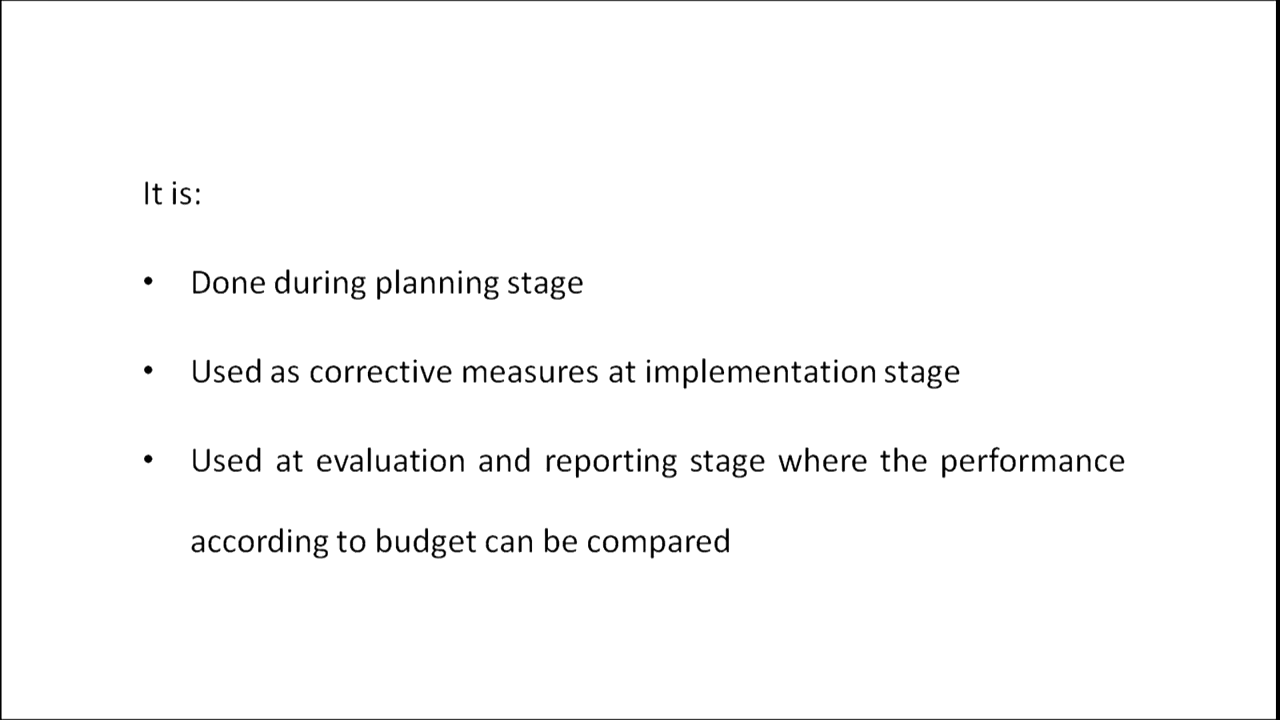 It is:
• Done during planning stage
• Used as corrective measures at implementation stage
• Used at evaluation and reporting stage where the performance
according to budget can be compared